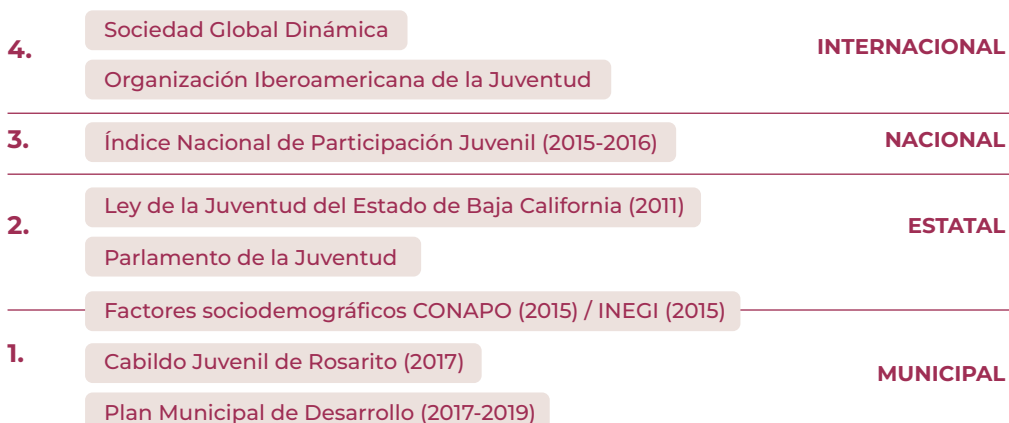 Sociedad Global Dinámica
4.
INTERNACIONAL
Organización Iberoamericana de la Juventud
3.
Índice Nacional de Participación Juvenil (2015-2016)
NACIONAL
Ley de la Juventud del Estado de Baja California (2011)
2.
ESTATAL
Parlamento de la Juventud
Factores sociodemográficos CONAPO (2015) / INEGI (2015)
1.
Cabildo Juvenil de Rosarito (2017)
MUNICIPAL
Plan Municipal de Desarrollo (2017-2019)